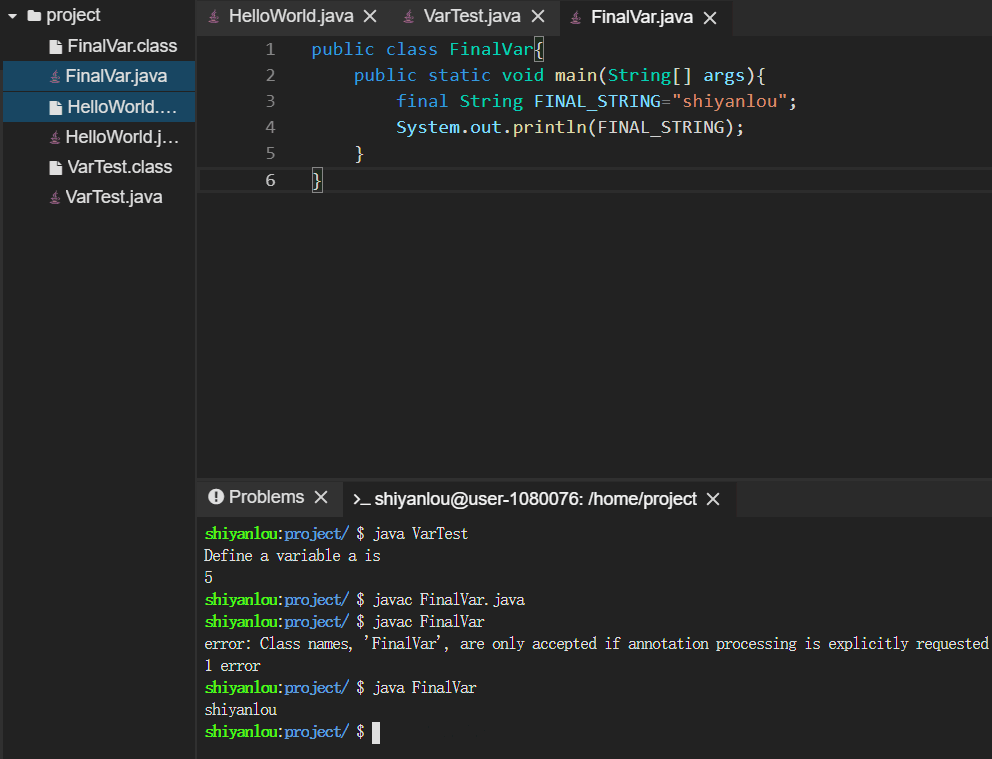 project
FinalVar.class
FinalVar.java
HelloWorld....
HelloWorld.j...
VarTest.class
VarTest.java
HelloWorld.java VarTest.java FinalVar.java
1 public class FinalVar{
2 public static void main(String[] args){
3 final String FINAL_STRING="shiyanlou";
4 System.out.println(FINAL_STRING);
5 }
6 }
Problems >_ shiyanlou@user-1080076: /home/project
shiyanlou:project/ $ java VarTest
Define a variable a is
5
shiyanlou:project/ $ javac FinalVar.java
shiyanlou:project/ $ javac FinalVar
error: Class names, 'FinalVar', are only accepted if annotation processing is explicitly requested
1 error
shiyanlou:project/ $ java FinalVar
shiyanlou
shiyanlou:project/ $